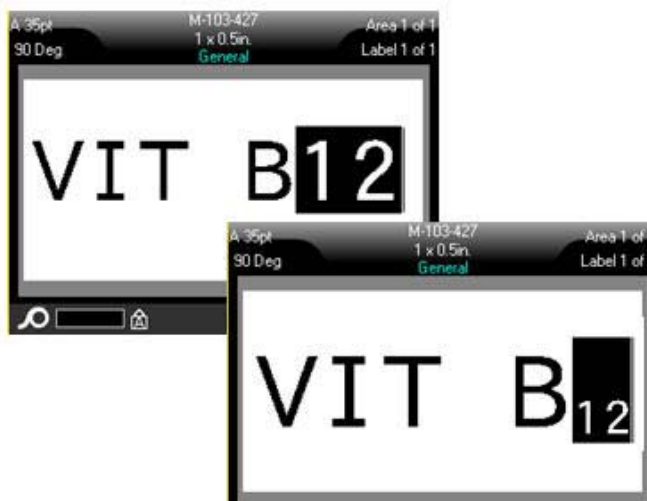 A 35pt M-103-427 Area 1 of 1
90 Deg 1 x 0.5in. Label 1 of 1
General
VIT B12
A
A 35pt M-103-427 Area 1 of
90 Deg 1 x 0.5in. Label 1 of
General
VIT B12